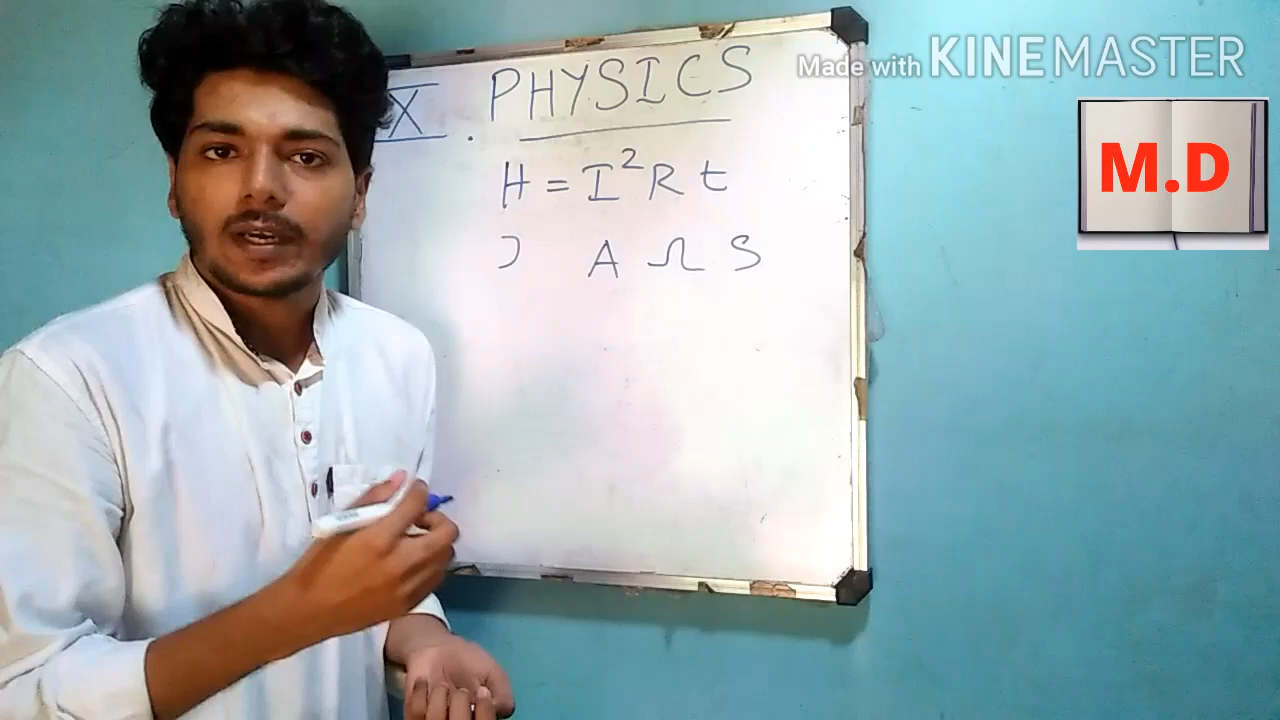 Made with KINEMASTER
X. PHYSICS
M.D
H = I²Rt
J A Ω S